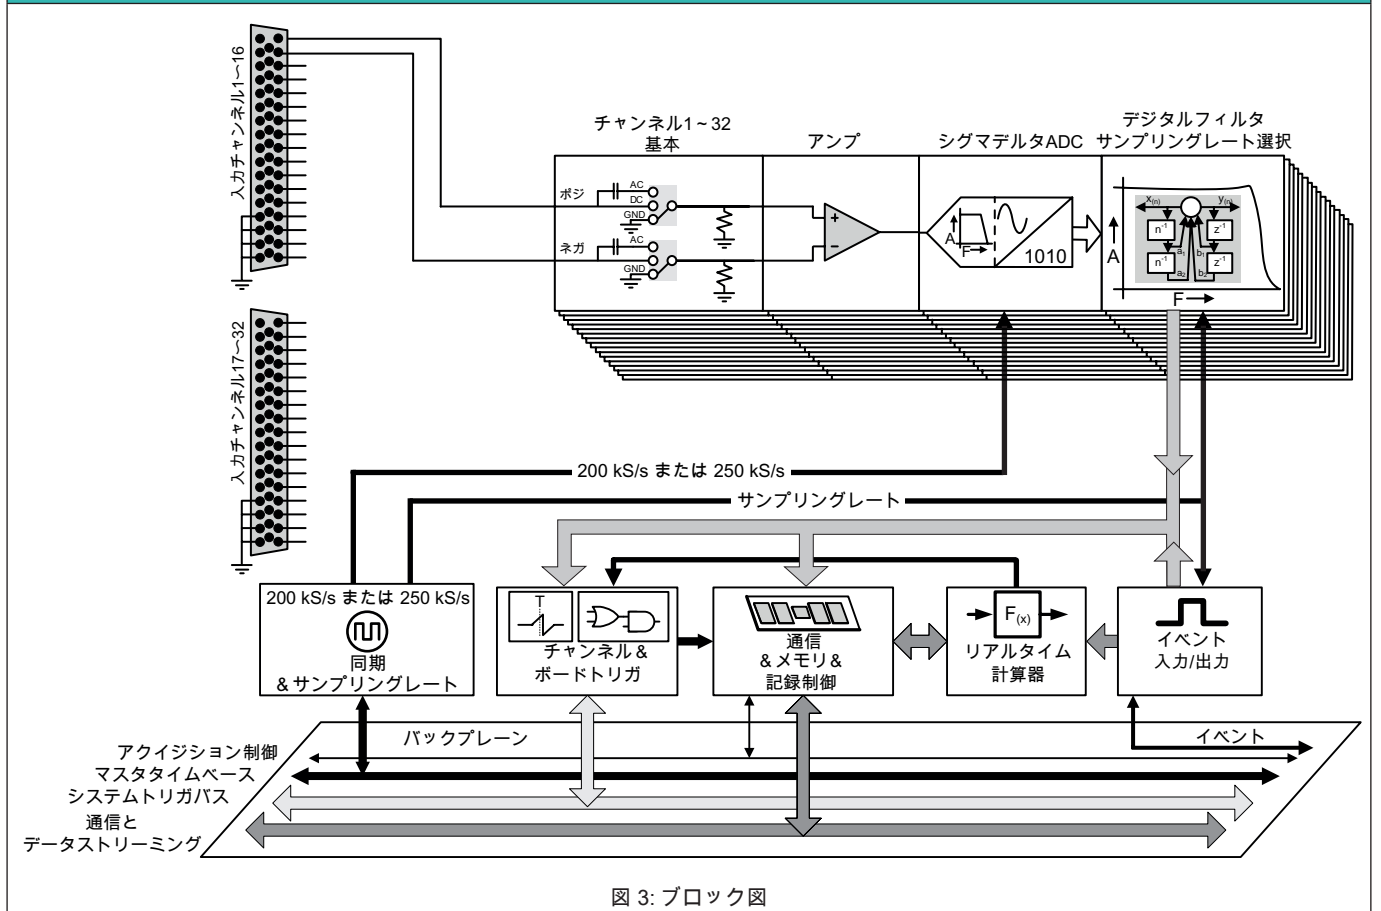 入力チャンネル1～16
入力チャンネル17～32
チャンネル1~32
基本
アンプ
シグマデルタADC
デジタルフィルタ
サンプリングレート選択
ポジ
AC
DC
GND
ネガ
AC
GND
+
−
A
F
1010
A
x(n)
y(n)
n-1
z-1
a1
b1
n-1
z-1
a2
b2
F
200 kS/s または 250 kS/s
サンプリングレート
200 kS/s または 250 kS/s
同期
&サンプリングレート
T
チャンネル&
ボードトリガ
通信
&メモリ&
記録制御
F(x)
リアルタイム
計算器
イベント
入力/出力
バックプレーン
イベント
アクイジション制御
マスタタイムベース
システムトリガバス
通信と
データストリーミング
図 3: ブロック図